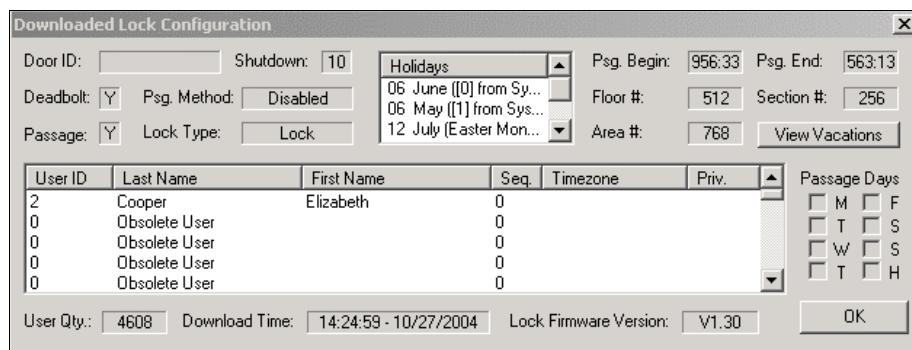 Downloaded Lock Configuration
Door ID: Shutdown: 10 Holidays Psg. Begin: 956:33 Psg. End: 563:13
06 June ([0] from Sy...
Deadbolt: Y Psg. Method: Disabled 06 May ([1] from Sys... Floor #: 512 Section #: 256
Passage: Y Lock Type: Lock 12 July (Easter Mon... Area #: 768 View Vacations
User ID Last Name First Name Seq. Timezone Priv. Passage Days
2 Cooper Elizabeth 0 M F
0 Obsolete User 0 T S
0 Obsolete User 0 W S
0 Obsolete User 0 T H
0 Obsolete User 0
User Qty.: 4608 Download Time: 14:24:59 - 10/27/2004 Lock Firmware Version: V1.30 OK